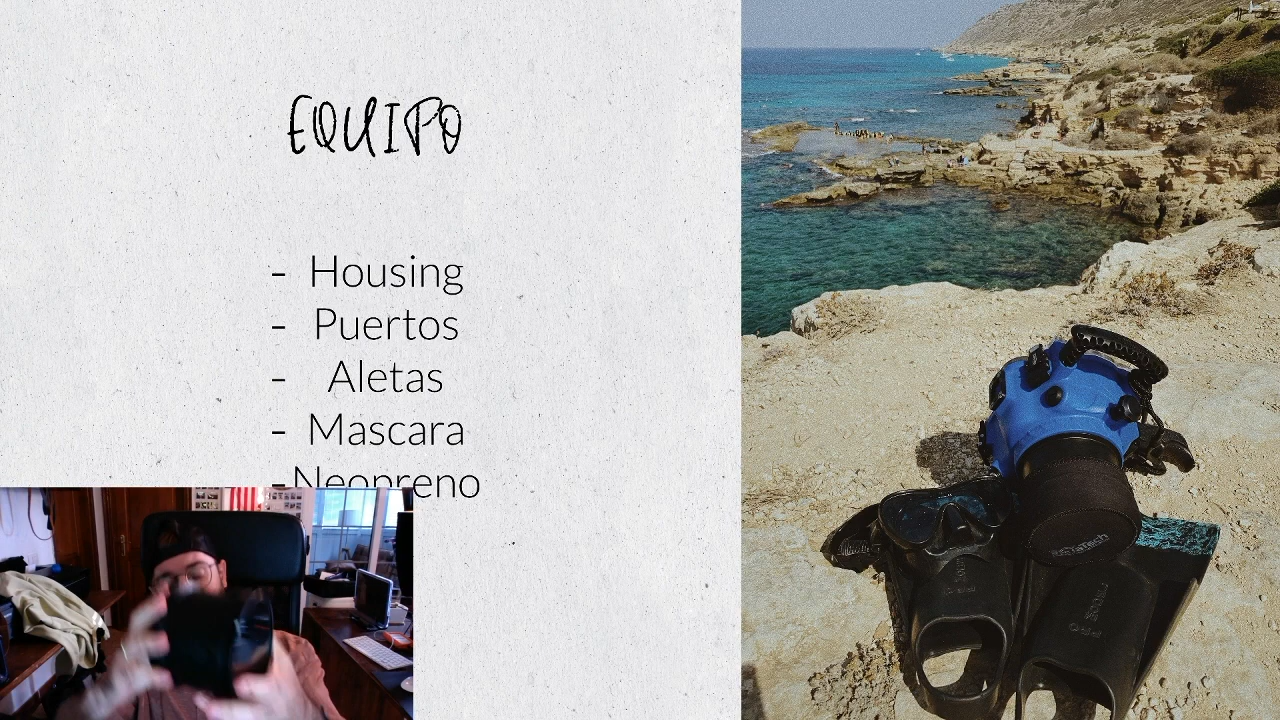 EQUIPO
- Housing
- Puertos
- Aletas
- Mascara
- Neopreno